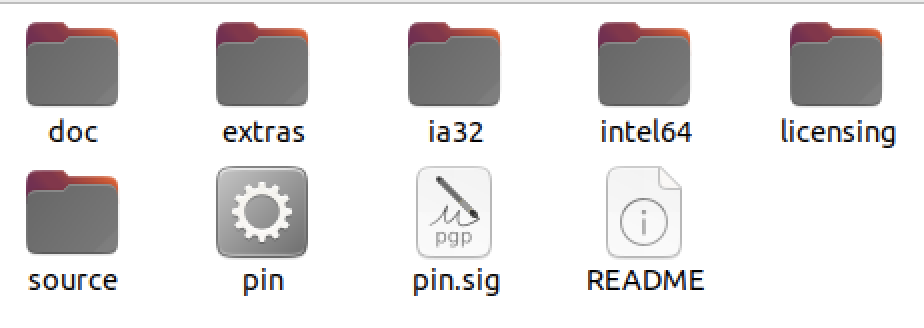 doc extras ia32 intel64 licensing
pgp
source pin pin.sig README